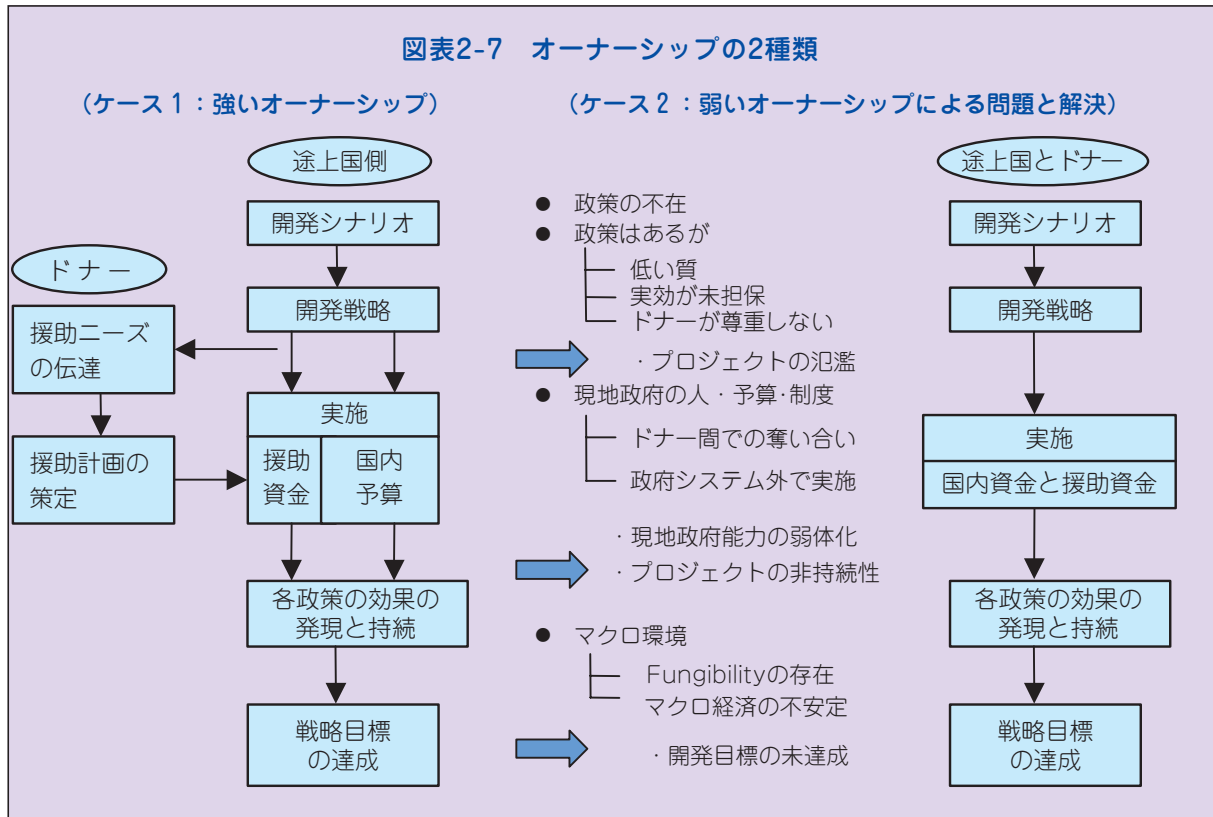 図表2-7　オーナーシップの2種類
（ケース1：強いオーナーシップ）
途上国側
開発シナリオ
ドナー
開発戦略
援助ニーズ
の伝達
実施
援助
資金
国内
予算
援助計画の
策定
各政策の効果の
発現と持続
戦略目標
の達成
（ケース2：弱いオーナーシップによる問題と解決）
● 政策の不在
● 政策はあるが
低い質
実効が未担保
ドナーが尊重しない
・プロジェクトの氾濫
● 現地政府の人・予算・制度
ドナー間での奪い合い
政府システム外で実施
・現地政府能力の弱体化
・プロジェクトの非持続性
● マクロ環境
Fungibilityの存在
マクロ経済の不安定
・開発目標の未達成
途上国とドナー
開発シナリオ
開発戦略
実施
国内資金と援助資金
各政策の効果の
発現と持続
戦略目標
の達成